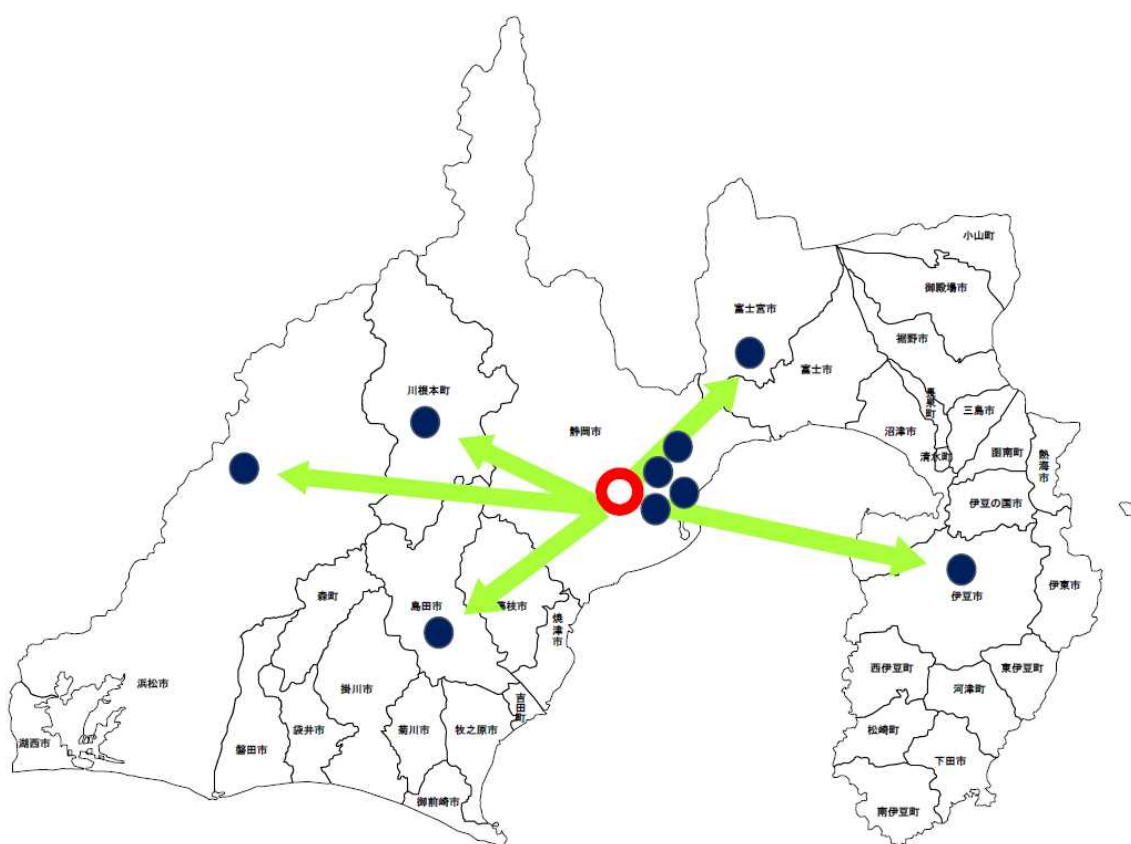 小山町
御殿場市
富士宮市
裾野市
富士市
川根本町
長泉町
三島市
静岡市
沼津市
清水町
函南町
熱海市
伊豆の国市
森町
島田市
伊豆市
伊東市
焼津市
西伊豆町
東伊豆町
浜松市
掛川市
河津町
吉田町
湖西市
袋井市
菊川市
牧之原市
松崎町
磐田市
下田市
御前崎市
南伊豆町